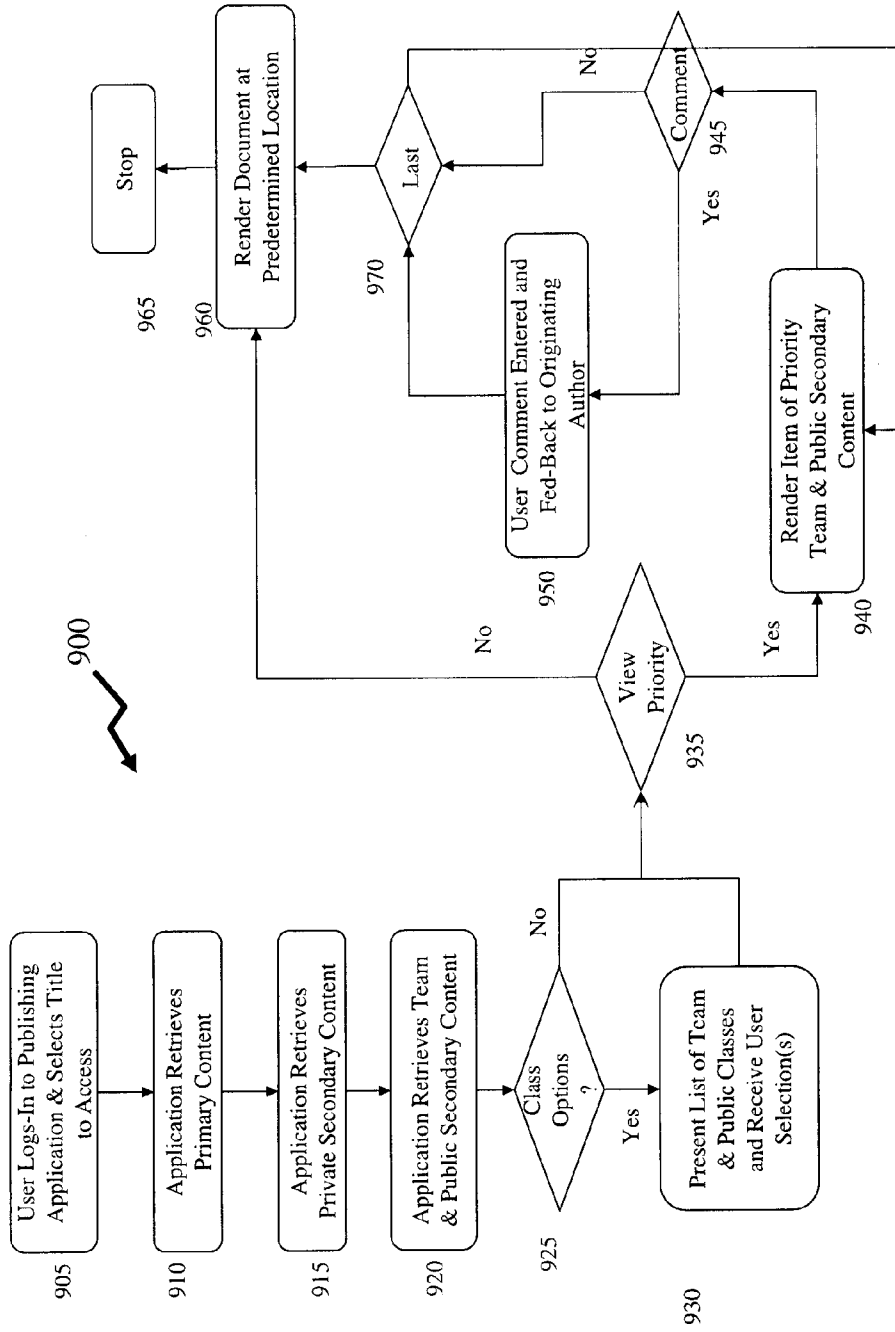 900
User Logs-In to Publishing
Application & Selects Title
to Access
905
Application Retrieves
Primary Content
910
Application Retrieves
Private Secondary Content
915
Application Retrieves Team
& Public Secondary Content
920
Class
Options
?
925
No
Yes
Present List of Team
& Public Classes
and Receive User
Selection(s)
930
View
Priority
935
No
Yes
Render Item of Priority
Team & Public Secondary
Content
940
Comment
945
No
Yes
User Comment Entered and
Fed-Back to Originating
Author
950
Last
970
Render Document at
Predetermined Location
960
Stop
965